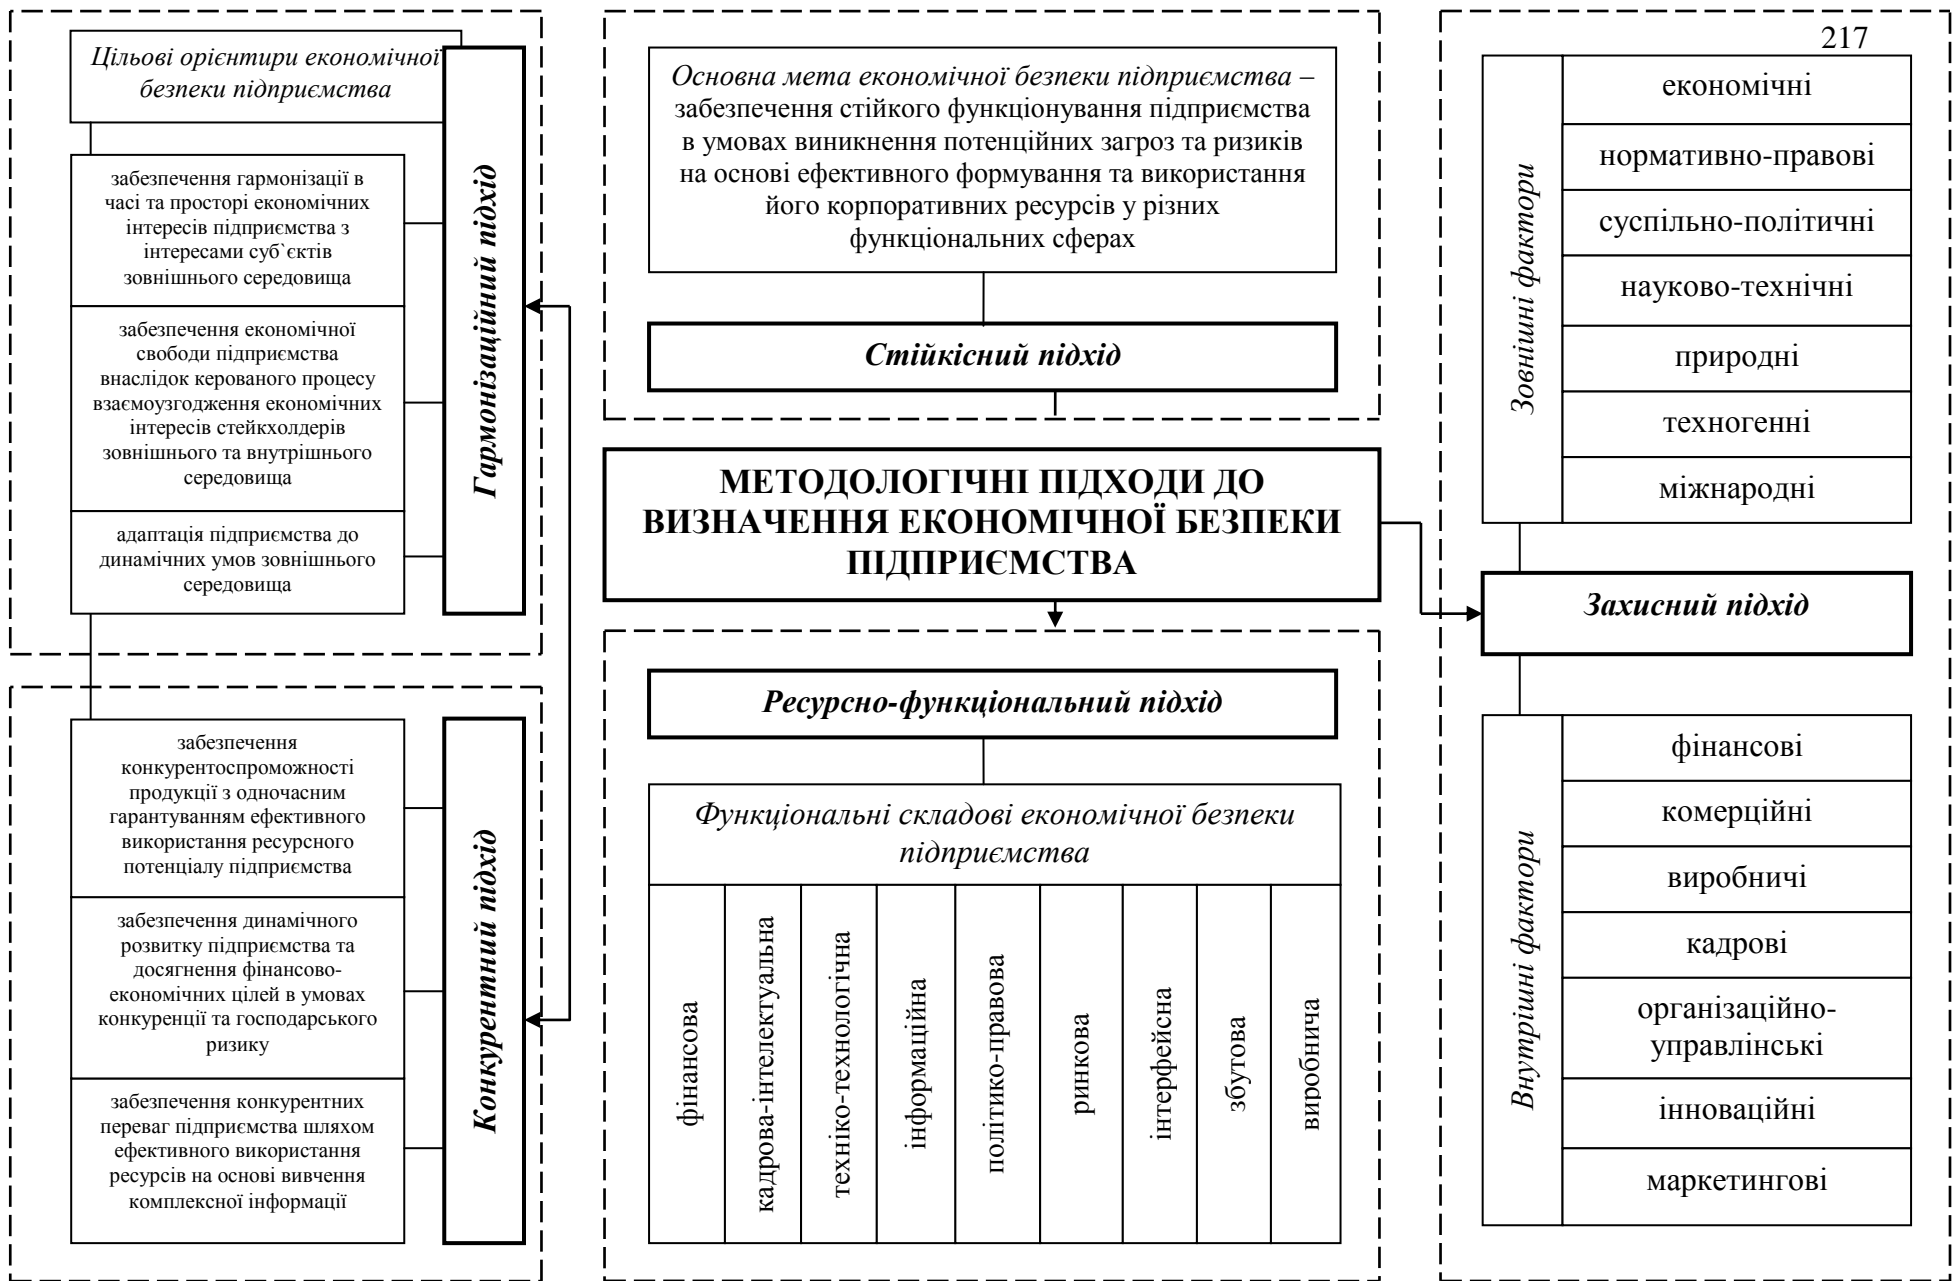 217
Цільові орієнтири економічної
безпеки підприємства
забезпечення гармонізації в
часі та просторі економічних
інтересів підприємства з
інтересами суб`єктів
зовнішнього середовища
забезпечення економічної
свободи підприємства
внаслідок керованого процесу
взаємоузгодження економічних
інтересів стейкхолдерів
зовнішнього та внутрішнього
середовища
адаптація підприємства до
динамічних умов зовнішнього
середовища
Гармонізаційний підхід
забезпечення
конкурентоспроможності
продукції з одночасним
гарантуванням ефективного
використання ресурсного
потенціалу підприємства
забезпечення динамічного
розвитку підприємства та
досягнення фінансово-
економічних цілей в умовах
конкуренції та господарського
ризику
забезпечення конкурентних
переваг підприємства шляхом
ефективного використання
ресурсів на основі вивчення
комплексної інформації
Конкурентний підхід
Основна мета економічної безпеки підприємства –
забезпечення стійкого функціонування підприємства
в умовах виникнення потенційних загроз та ризиків
на основі ефективного формування та використання
його корпоративних ресурсів у різних
функціональних сферах
Стійкісний підхід
МЕТОДОЛОГІЧНІ ПІДХОДИ ДО
ВИЗНАЧЕННЯ ЕКОНОМІЧНОЇ БЕЗПЕКИ
ПІДПРИЄМСТВА
Ресурсно-функціональний підхід
Функціональні складові економічної безпеки
підприємства
фінансова
кадрова-інтелектуальна
техніко-технологічна
інформаційна
політико-правова
ринкова
інтерфейсна
збутова
виробнича
Зовнішні фактори
економічні
нормативно-правові
суспільно-політичні
науково-технічні
природні
техногенні
міжнародні
Захисний підхід
Внутрішні фактори
фінансові
комерційні
виробничі
кадрові
організаційно-
управлінські
інноваційні
маркетингові